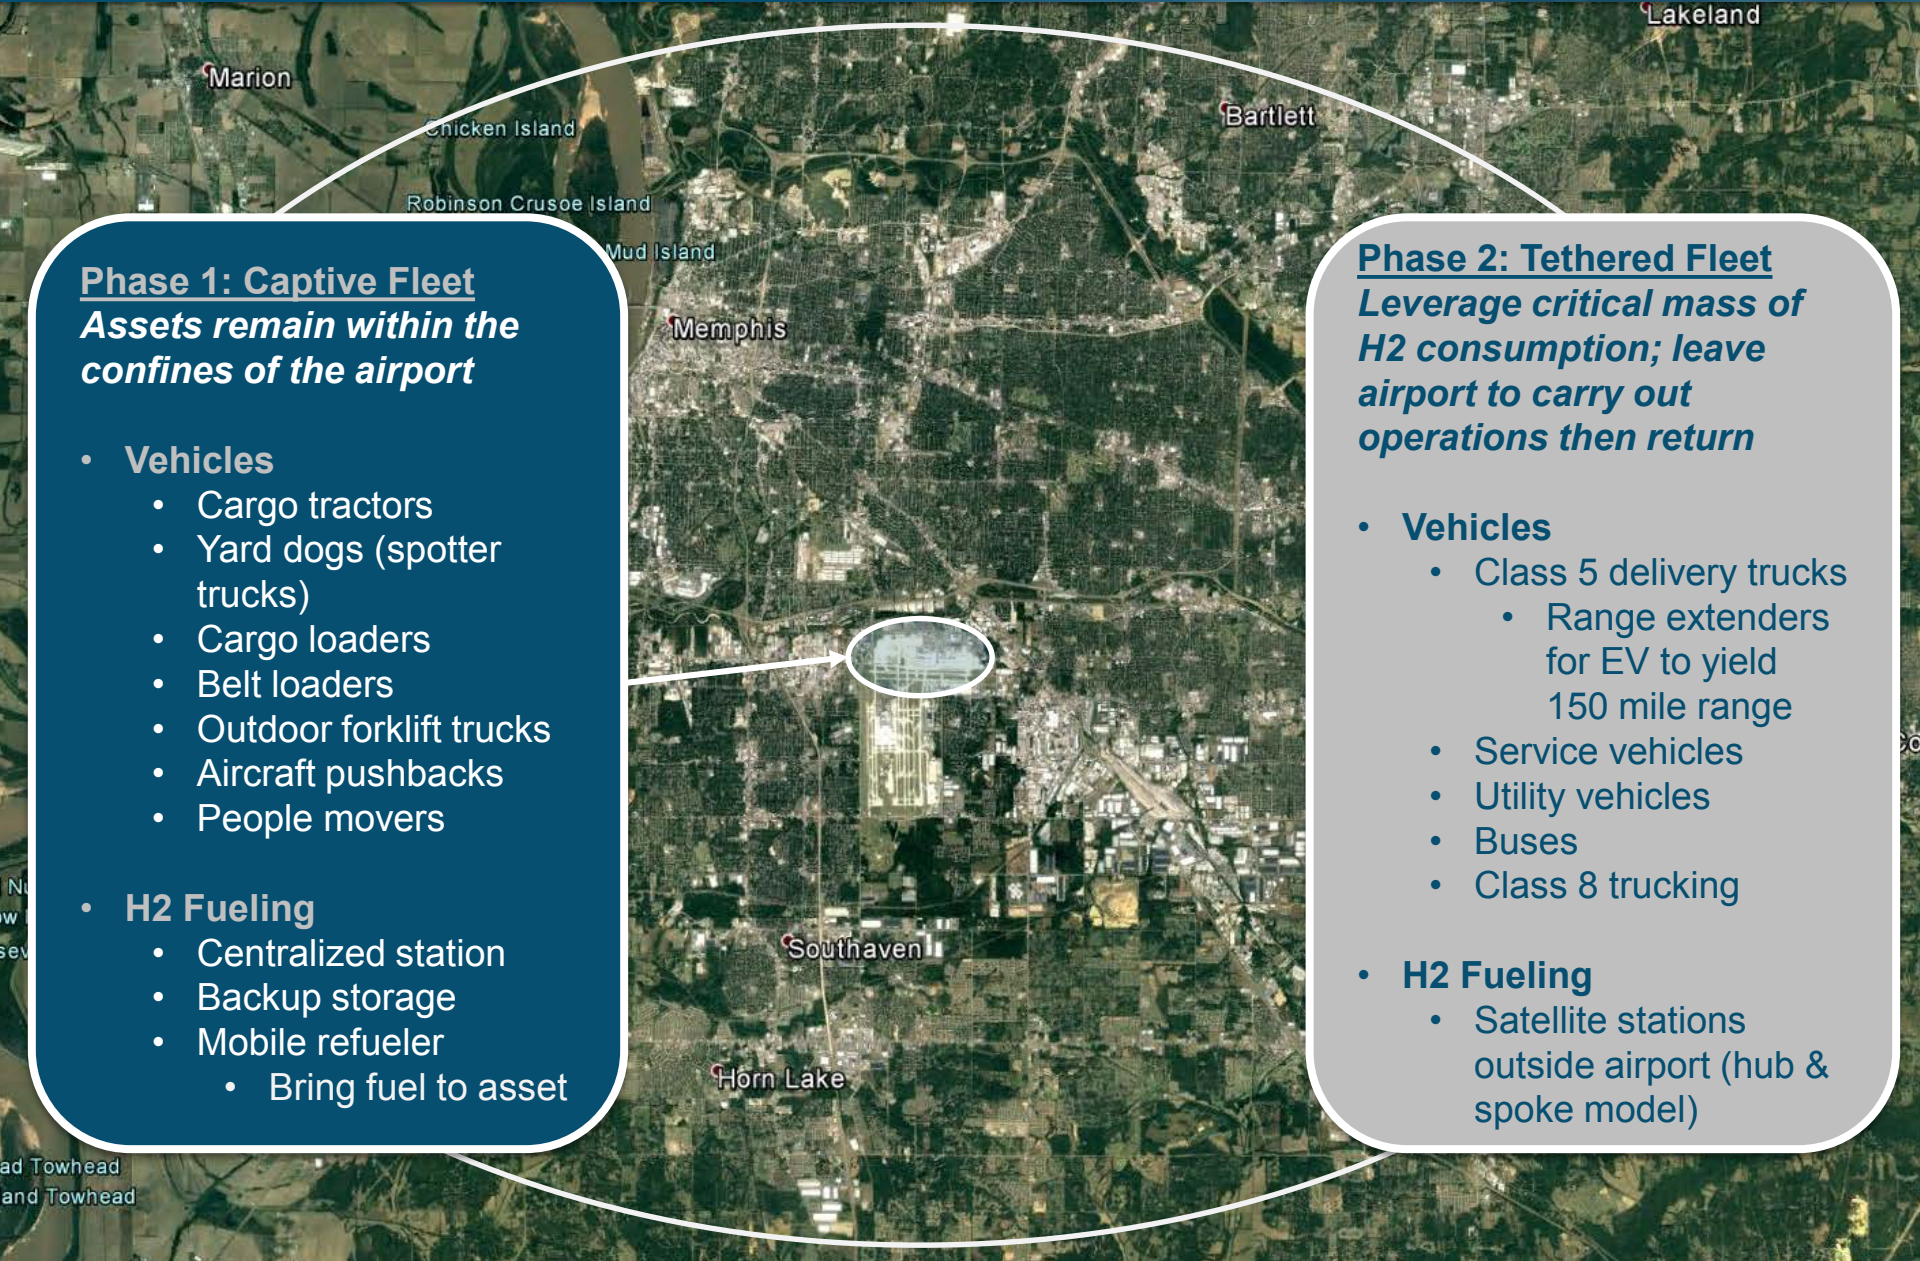 Lakeland
Marion
Bartlett
Chicken Island
Robinson Crusoe Island
Mud Island
Memphis
Phase 1: Captive Fleet
Assets remain within the
confines of the airport
• Vehicles
• Cargo tractors
• Yard dogs (spotter
trucks)
• Cargo loaders
• Belt loaders
• Outdoor forklift trucks
• Aircraft pushbacks
• People movers
• H2 Fueling
• Centralized station
• Backup storage
• Mobile refueler
• Bring fuel to asset
Phase 2: Tethered Fleet
Leverage critical mass of
H2 consumption; leave
airport to carry out
operations then return
• Vehicles
• Class 5 delivery trucks
• Range extenders
for EV to yield
150 mile range
• Service vehicles
• Utility vehicles
• Buses
• Class 8 trucking
• H2 Fueling
• Satellite stations
outside airport (hub &
spoke model)
Southaven
Horn Lake
Towhead
and Towhead